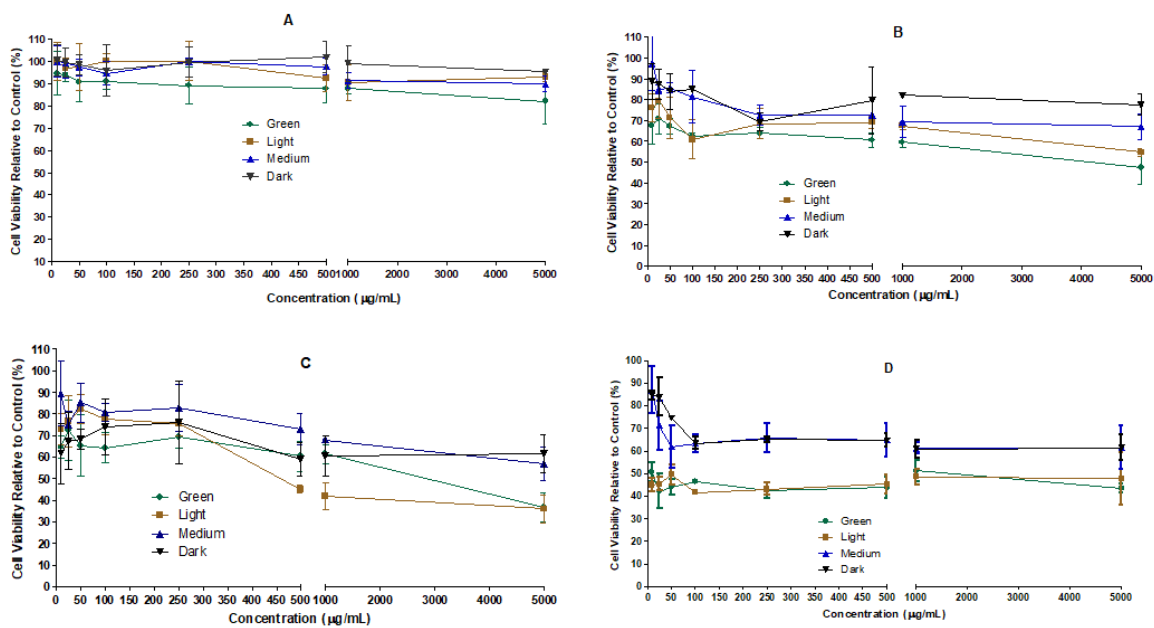 A
Cell Viability Relative to Control (%)
110
100
90
80
70
60
50
40
30
20
10
Green
Light
Medium
Dark
0 50 100 150 200 250 300 350 400 450 500 1000 2000 3000 4000 5000
Concentration ( µg/mL)
B
Cell Viability Relative to Control (%)
110
100
90
80
70
60
50
40
30
20
10
0
Green
Light
Medium
Dark
0 50 100 150 200 250 300 350 400 450 500 1000 2000 3000 4000 5000
Concentration ( µg/mL)
C
Cell Viability Relative to Control (%)
110
100
90
80
70
60
50
40
30
20
10
0
Green
Light
Medium
Dark
0 50 100 150 200 250 300 350 400 450 500 1000 2000 3000 4000 5000
Concentration ( µg/mL)
D
Cell Viability Relative to Control (%)
100
90
80
70
60
50
40
30
20
10
0
Green
Light
Medium
Dark
0 50 100 150 200 250 300 350 400 450 500 1000 2000 3000 4000 5000
Concentration ( µg/mL)